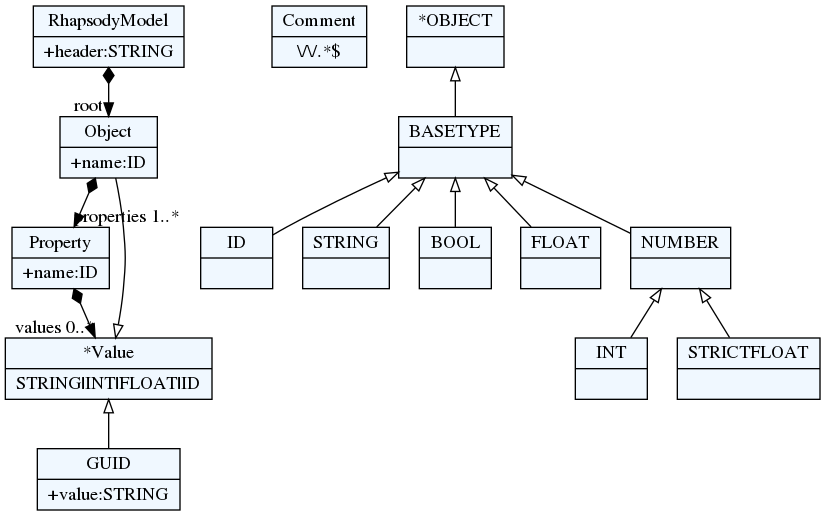 RhapsodyModel
+header:STRING
Comment
\/\/.*$
*OBJECT
root
Object
+name:ID
BASETYPE
properties 1..*
Property
+name:ID
ID
STRING
BOOL
FLOAT
NUMBER
values 0..*
*Value
STRING|INT|FLOAT|ID
INT
STRICTFLOAT
GUID
+value:STRING